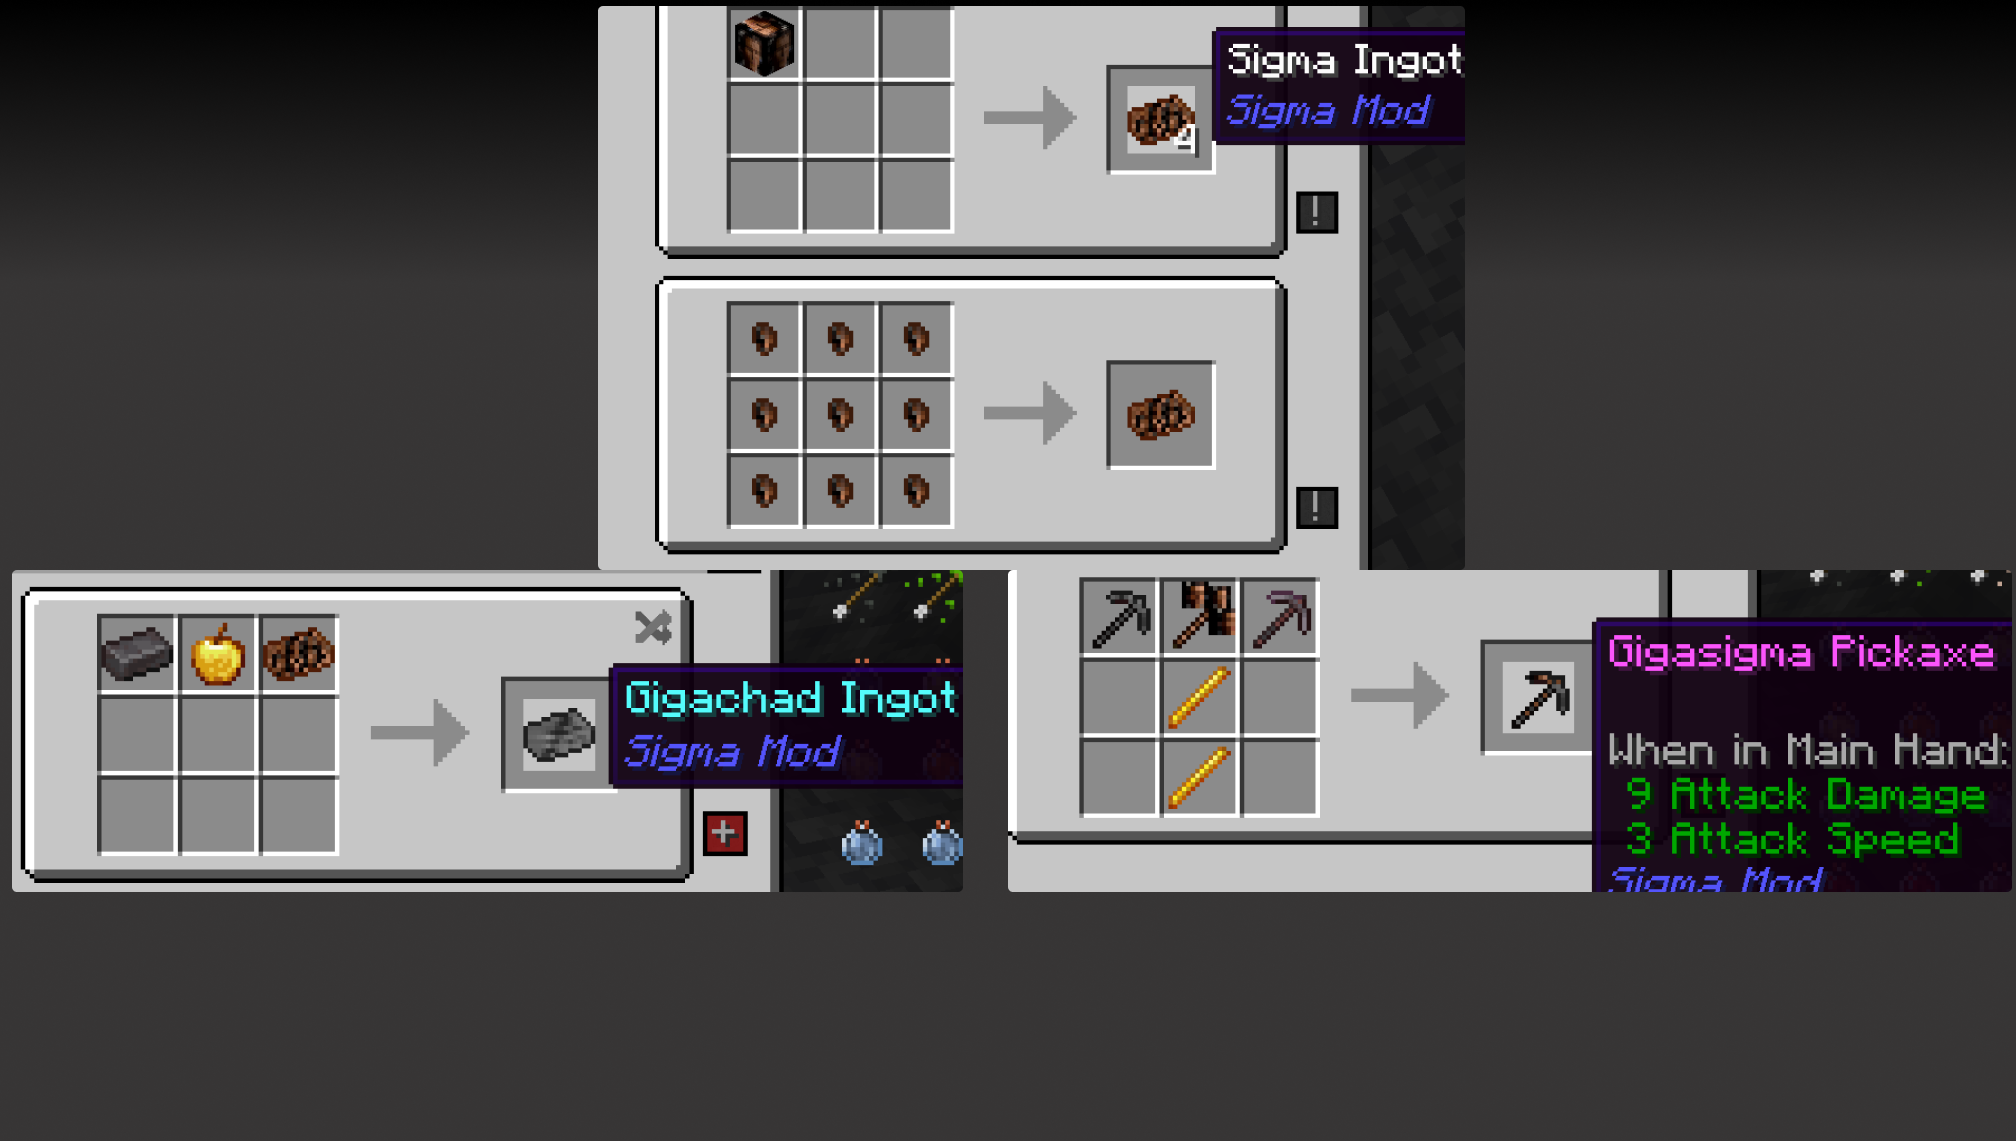 Sigma Ingot
Sigma Mod
4
!
!
Gigachad Ingot
Sigma Mod
+
Gigasigma Pickaxe
When in Main Hand:
9 Attack Damage
3 Attack Speed
Sigma Mod